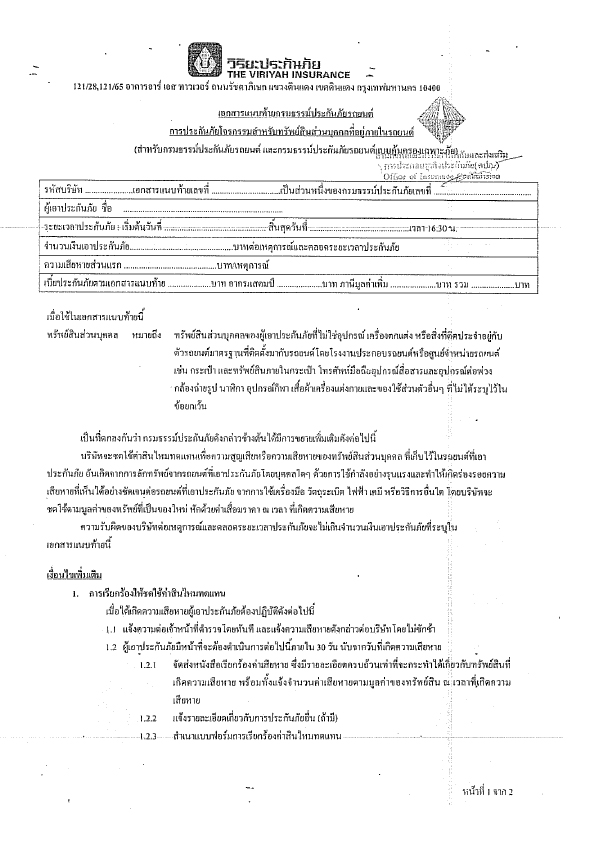 วิริยะประกันภัย
THE VIRIYAH INSURANCE
121/28,121/65 อาคารอาร์ เอส ทาวเวอร์ ถนนรัชดาภิเษก แขวงดินแดง เขตดินแดง กรุงเทพมหานคร 10400
เอกสารแนบท้ายกรมธรรม์ประกันภัยรถยนต์
การประกันภัยโจรกรรมสำหรับทรัพย์สินส่วนบุคคลที่อยู่ภายในรถยนต์
(สำหรับกรมธรรม์ประกันภัยรถยนต์ และกรมธรรม์ประกันภัยรถยนต์แบบคุ้มครองเฉพาะภัย)
Office of Insurance
รหัสบริษัท ......................เอกสารแนบท้ายเลขที่ ................................เป็นส่วนหนึ่งของกรมธรรม์ประกันภัยเลขที่ ......................................
ผู้เอาประกันภัย ชื่อ ..........................................................................
ระยะเวลาประกันภัย : เริ่มต้นวันที่ ..................................................สิ้นสุดวันที่ ................................................เวลา 16:30 น.
จำนวนเงินเอาประกันภัย................................................บาทต่อเหตุการณ์และตลอดระยะเวลาประกันภัย
ความเสียหายส่วนแรก ...........................................บาท/เหตุการณ์
เบี้ยประกันภัยตามเอกสารแนบท้าย ....................บาท อากรแสตมป์ ....................บาท ภาษีมูลค่าเพิ่ม .....................บาท รวม ....................บาท
เมื่อใช้ในเอกสารแนบท้ายนี้
ทรัพย์สินส่วนบุคคล หมายถึง ทรัพย์สินส่วนบุคคลของผู้เอาประกันภัยที่ไม่ใช่อุปกรณ์ เครื่องตกแต่ง หรือสิ่งที่ติดประจำอยู่กับ
ตัวรถยนต์มาตรฐานที่ติดตั้งมากับรถยนต์โดยโรงงานประกอบรถยนต์หรือศูนย์จำหน่ายรถยนต์
เช่น กระเป๋า และทรัพย์สินภายในกระเป๋า โทรศัพท์มือถืออุปกรณ์สื่อสารและอุปกรณ์ต่อพ่วง
กล้องถ่ายรูป นาฬิกา อุปกรณ์กีฬา เสื้อผ้าเครื่องแต่งกายและของใช้ส่วนตัวอื่นๆ ที่ไม่ได้ระบุไว้ใน
ข้อยกเว้น
เป็นที่ตกลงกันว่า กรมธรรม์ประกันภัยดังกล่าวข้างต้นได้มีการขยายเพิ่มเติมดังต่อไปนี้
บริษัทจะชดใช้ค่าสินไหมทดแทนเพื่อความสูญเสียหรือความเสียหายของทรัพย์สินส่วนบุคคล ที่เก็บไว้ในรถยนต์ที่เอา
ประกันภัย อันเกิดจากการลักทรัพย์จากรถยนต์ที่เอาประกันภัยโดยบุคคลใดๆ ด้วยการใช้กำลังอย่างรุนแรงและทำให้เกิดร่องรอยความ
เสียหายที่เห็นได้อย่างชัดเจนต่อรถยนต์ที่เอาประกันภัย จากการใช้เครื่องมือ วัตถุระเบิด ไฟฟ้า เคมี หรือวิธีการอื่นใด โดยบริษัทจะ
ชดใช้ตามมูลค่าของทรัพย์ที่เป็นของใหม่ หักด้วยค่าเสื่อมราคา ณ เวลา ที่เกิดความเสียหาย
ความรับผิดของบริษัทต่อเหตุการณ์และตลอดระยะเวลาประกันภัยจะไม่เกินจำนวนเงินเอาประกันภัยที่ระบุใน
เอกสารแนบท้ายนี้
เงื่อนไขเพิ่มเติม
1. การเรียกร้องให้ชดใช้ค่าสินไหมทดแทน
เมื่อได้เกิดความเสียหายผู้เอาประกันภัยต้องปฏิบัติดังต่อไปนี้
1.1 แจ้งความต่อเจ้าหน้าที่ตำรวจโดยทันที และแจ้งความเสียหายดังกล่าวต่อบริษัทโดยไม่ชักช้า
1.2 ผู้เอาประกันภัยมีหน้าที่จะต้องดำเนินการต่อไปนี้ภายใน 30 วัน นับจากวันที่เกิดความเสียหาย
1.2.1 จัดส่งหนังสือเรียกร้องค่าเสียหาย ซึ่งมีรายละเอียดครบถ้วนเท่าที่จะกระทำได้เกี่ยวกับทรัพย์สินที่
เกิดความเสียหาย พร้อมทั้งแจ้งจำนวนค่าเสียหายตามมูลค่าของทรัพย์สิน ณ เวลาที่เกิดความ
เสียหาย
1.2.2 แจ้งรายละเอียดเกี่ยวกับการประกันภัยอื่น (ถ้ามี)
1.2.3 สำเนาแบบฟอร์มการเรียกร้องค่าสินไหมทดแทน
หน้าที่ 1 จาก 2